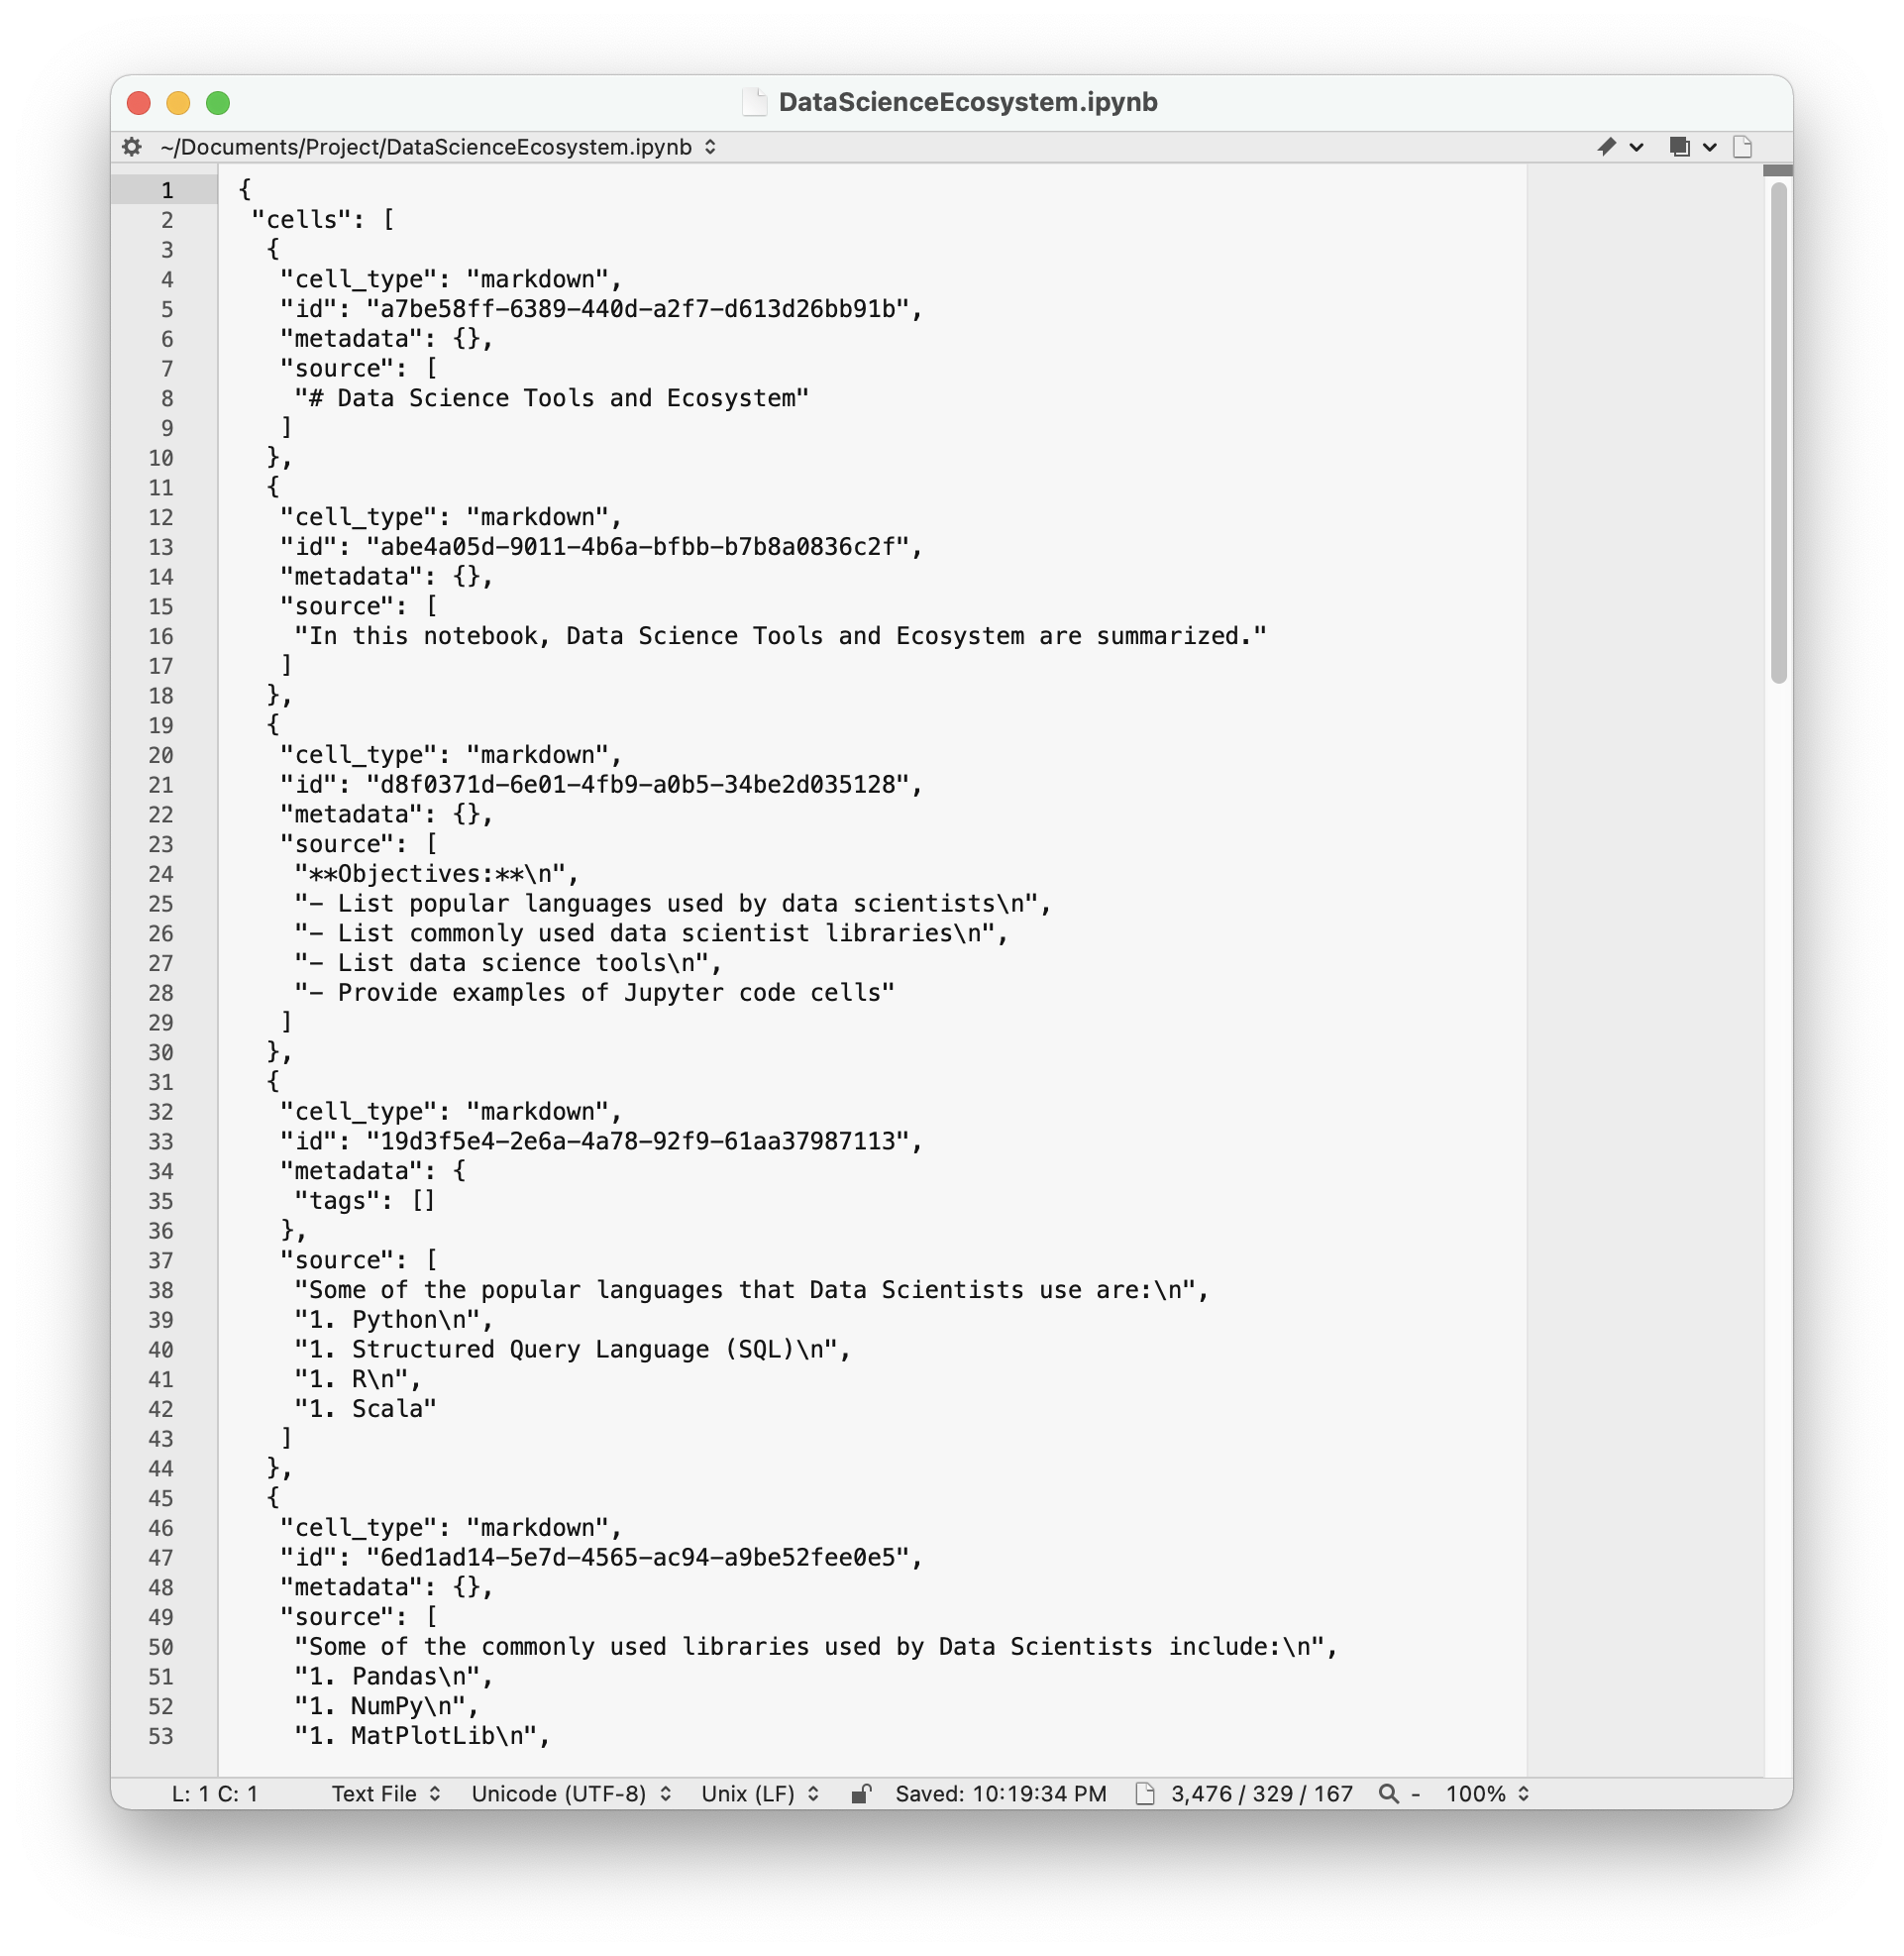 DataScienceEcosystem.ipynb
~/Documents/Project/DataScienceEcosystem.ipynb
1 {
2  "cells": [
3   {
4    "cell_type": "markdown",
5    "id": "a7be58ff-6389-440d-a2f7-d613d26bb91b",
6    "metadata": {},
7    "source": [
8     "# Data Science Tools and Ecosystem"
9    ]
10   },
11   {
12    "cell_type": "markdown",
13    "id": "abe4a05d-9011-4b6a-bfbb-b7b8a0836c2f",
14    "metadata": {},
15    "source": [
16     "In this notebook, Data Science Tools and Ecosystem are summarized."
17    ]
18   },
19   {
20    "cell_type": "markdown",
21    "id": "d8f0371d-6e01-4fb9-a0b5-34be2d035128",
22    "metadata": {},
23    "source": [
24     "**Objectives:**\n",
25     "- List popular languages used by data scientists\n",
26     "- List commonly used data scientist libraries\n",
27     "- List data science tools\n",
28     "- Provide examples of Jupyter code cells"
29    ]
30   },
31   {
32    "cell_type": "markdown",
33    "id": "19d3f5e4-2e6a-4a78-92f9-61aa37987113",
34    "metadata": {
35     "tags": []
36    },
37    "source": [
38     "Some of the popular languages that Data Scientists use are:\n",
39     "1. Python\n",
40     "1. Structured Query Language (SQL)\n",
41     "1. R\n",
42     "1. Scala"
43    ]
44   },
45   {
46    "cell_type": "markdown",
47    "id": "6ed1ad14-5e7d-4565-ac94-a9be52fee0e5",
48    "metadata": {},
49    "source": [
50     "Some of the commonly used libraries used by Data Scientists include:\n",
51     "1. Pandas\n",
52     "1. NumPy\n",
53     "1. MatPlotLib\n",
L: 1 C: 1 Text File Unicode (UTF-8) Unix (LF) Saved: 10:19:34 PM 3,476 / 329 / 167 - 100%